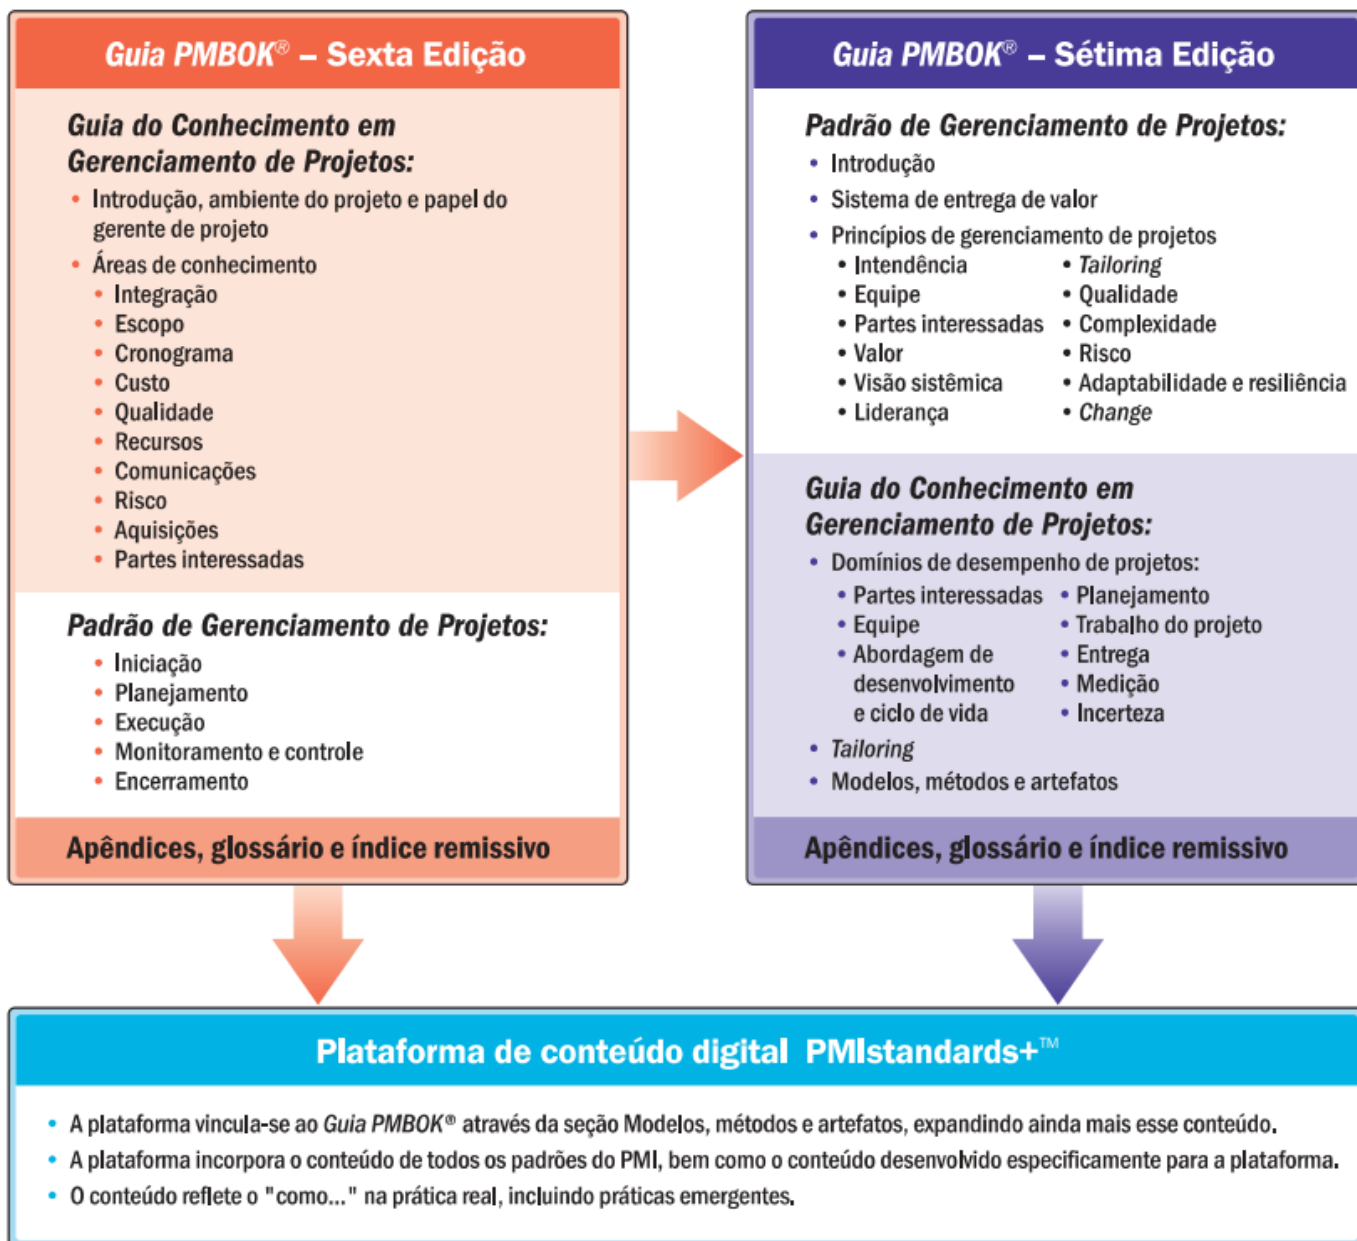 Guia PMBOK® – Sexta Edição
Guia do Conhecimento em
Gerenciamento de Projetos:
• Introdução, ambiente do projeto e papel do
gerente de projeto
• Áreas de conhecimento
• Integração
• Escopo
• Cronograma
• Custo
• Qualidade
• Recursos
• Comunicações
• Risco
• Aquisições
• Partes interessadas
Padrão de Gerenciamento de Projetos:
• Iniciação
• Planejamento
• Execução
• Monitoramento e controle
• Encerramento
Apêndices, glossário e índice remissivo
Guia PMBOK® – Sétima Edição
Padrão de Gerenciamento de Projetos:
• Introdução
• Sistema de entrega de valor
• Princípios de gerenciamento de projetos
• Intendência
• Equipe
• Partes interessadas
• Valor
• Visão sistêmica
• Liderança
• Tailoring
• Qualidade
• Complexidade
• Risco
• Adaptabilidade e resiliência
• Change
Guia do Conhecimento em
Gerenciamento de Projetos:
• Domínios de desempenho de projetos:
• Partes interessadas
• Equipe
• Abordagem de
desenvolvimento
e ciclo de vida
• Planejamento
• Trabalho do projeto
• Entrega
• Medição
• Incerteza
• Tailoring
• Modelos, métodos e artefatos
Apêndices, glossário e índice remissivo
Plataforma de conteúdo digital PMIstandards+™
• A plataforma vincula-se ao Guia PMBOK® através da seção Modelos, métodos e artefatos, expandindo ainda mais esse conteúdo.
• A plataforma incorpora o conteúdo de todos os padrões do PMI, bem como o conteúdo desenvolvido especificamente para a plataforma.
• O conteúdo reflete o "como..." na prática real, incluindo práticas emergentes.